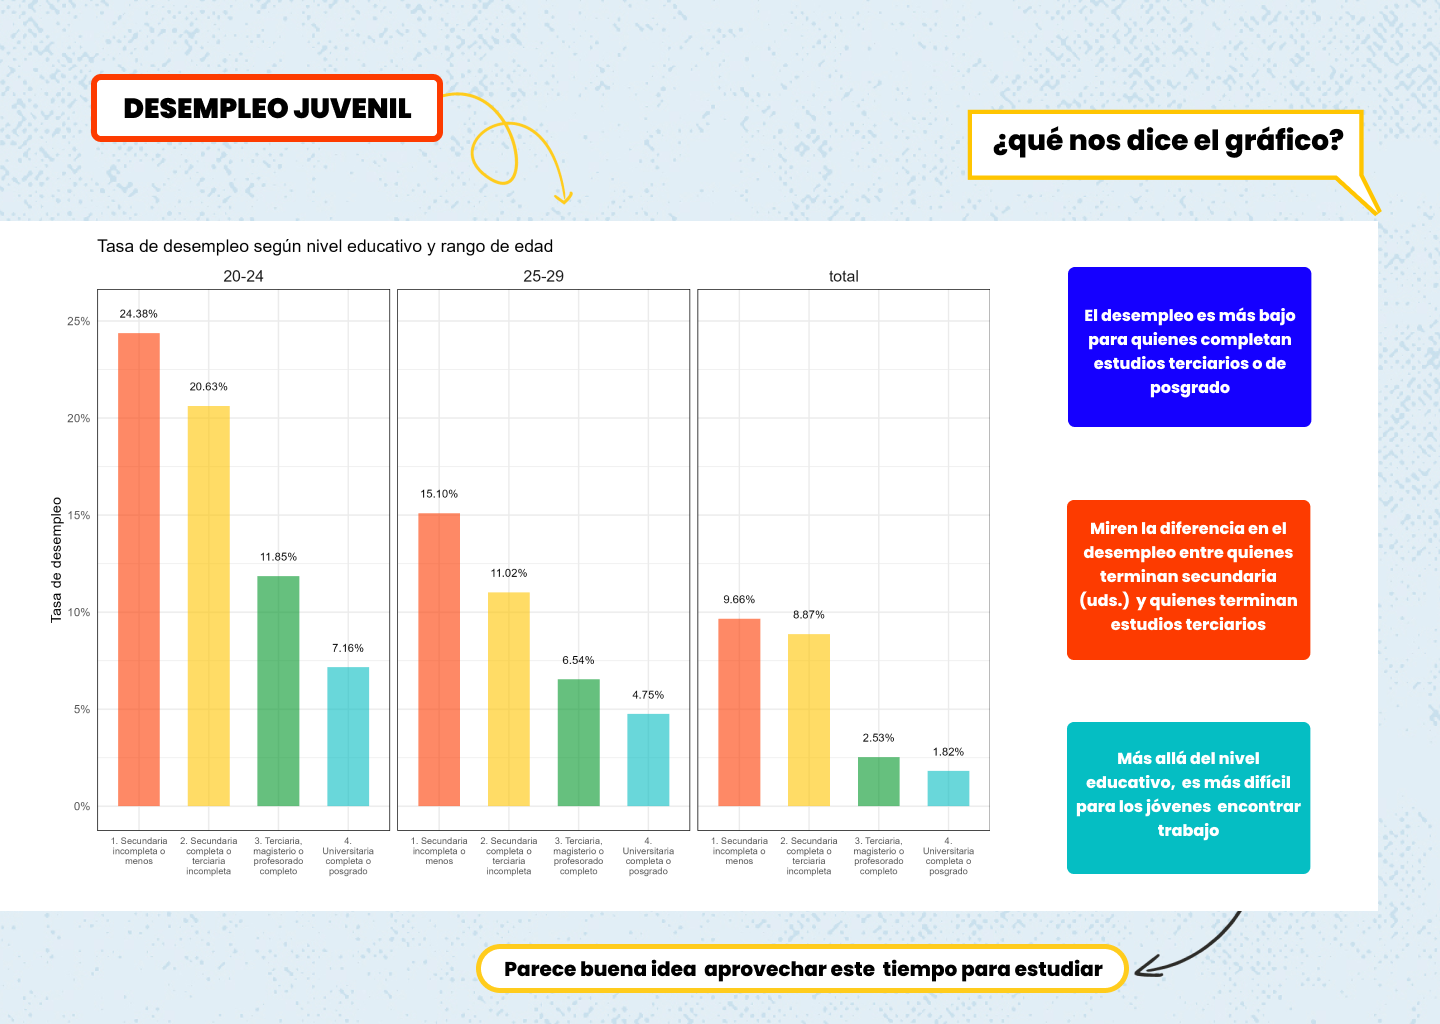 DESEMPLEO JUVENIL
¿qué nos dice el gráfico?
Tasa de desempleo según nivel educativo y rango de edad
20-24
25-29
total
Tasa de desempleo
25%
20%
15%
10%
5%
0%
24.38%
20.63%
11.85%
7.16%
15.10%
11.02%
6.54%
4.75%
9.66%
8.87%
2.53%
1.82%
1. Secundaria
incompleta o
menos
2. Secundaria
completa o
terciaria
incompleta
3. Terciaria,
magisterio o
profesorado
completo
4.
Universitaria
completa o
posgrado
1. Secundaria
incompleta o
menos
2. Secundaria
completa o
terciaria
incompleta
3. Terciaria,
magisterio o
profesorado
completo
4.
Universitaria
completa o
posgrado
1. Secundaria
incompleta o
menos
2. Secundaria
completa o
terciaria
incompleta
3. Terciaria,
magisterio o
profesorado
completo
4.
Universitaria
completa o
posgrado
El desempleo es más bajo
para quienes completan
estudios terciarios o de
posgrado
Miren la diferencia en el
desempleo entre quienes
terminan secundaria
(uds.) y quienes terminan
estudios terciarios
Más allá del nivel
educativo, es más difícil
para los jóvenes encontrar
trabajo
Parece buena idea aprovechar este tiempo para estudiar